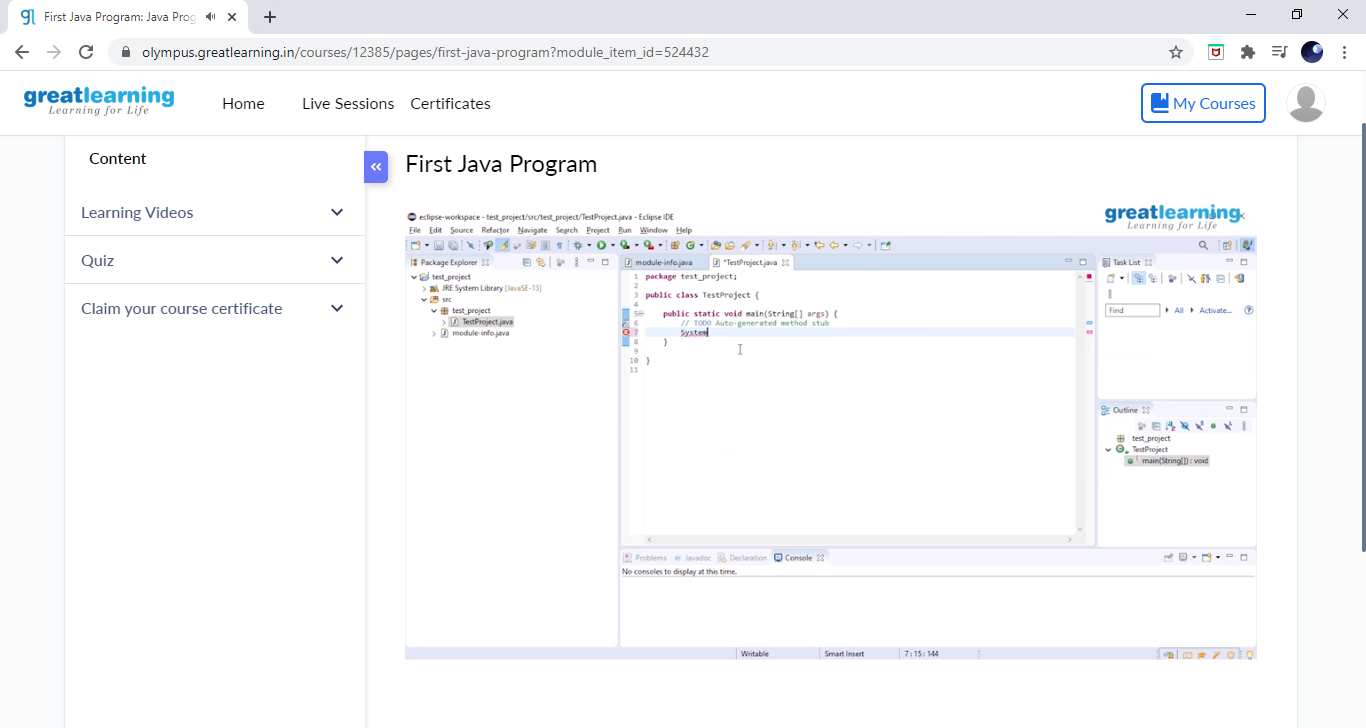 First Java Program: Java Prog
olympus.greatlearning.in/courses/12385/pages/first-java-program?module_item_id=524432
greatlearning
Learning for Life
Home Live Sessions Certificates My Courses
Content
Learning Videos
Quiz
Claim your course certificate
First Java Program
eclipse-workspace - test_project/src/test_project/TestProject.java - Eclipse IDE
greatlearning
Learning for Life
File Edit Source Refactor Navigate Search Project Run Window Help
Package Explorer
test_project
JRE System Library [JavaSE-13]
src
test_project
TestProject.java
module-info.java
module-info.java *TestProject.java
1 package test_project;
2
3 public class TestProject {
4
5 public static void main(String[] args) {
6 // TODO Auto-generated method stub
7 System
8 }
9
10 }
11
Task List
Find All Activate...
Outline
test_project
TestProject
main(String[]) : void
Problems Javadoc Declaration Console
No consoles to display at this time.
Writable Smart Insert 7 : 15 : 144